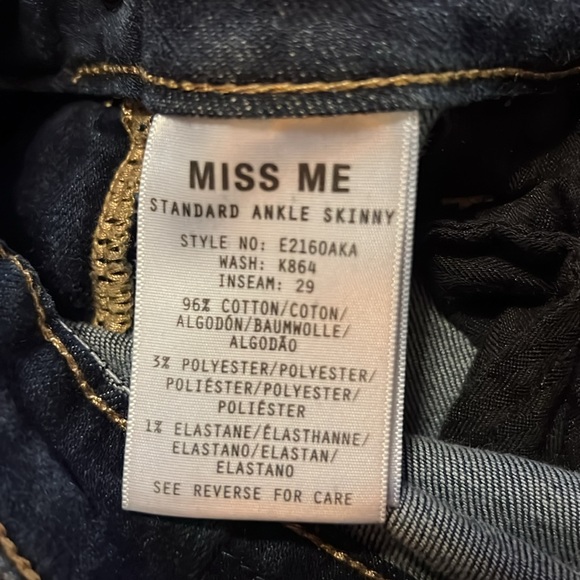 MISS ME
STANDARD ANKLE SKINNY
STYLE NO: E2160AKA
WASH: K864
INSEAM: 29
96% COTTON/COTON/
ALGODÓN/BAUMWOLLE/
ALGODÃO
3% POLYESTER/POLYESTER/
POLIÉSTER/POLYESTER/
POLIÉSTER
1% ELASTANE/ÉLASTHANNE/
ELASTANO/ELASTAN/
ELASTANO
SEE REVERSE FOR CARE